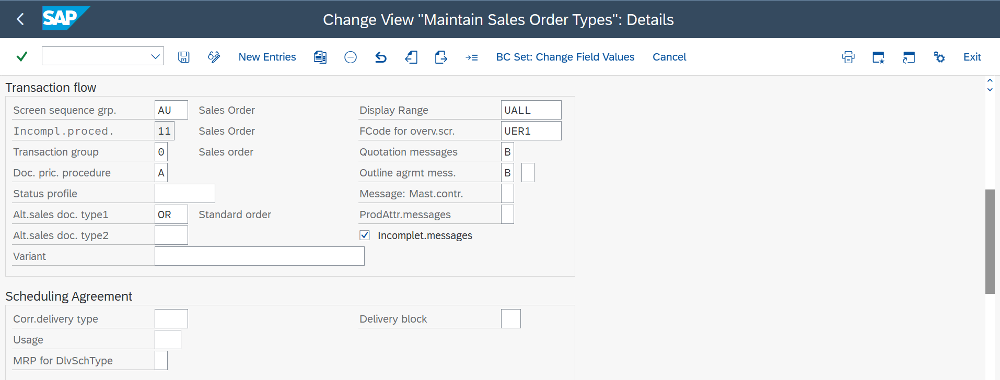 SAP
Change View "Maintain Sales Order Types": Details
New Entries BC Set: Change Field Values Cancel Exit
Transaction flow
Screen sequence grp. AU Sales Order Display Range UALL
Incompl.proced. 11 Sales Order FCode for overv.scr. UER1
Transaction group 0 Sales order Quotation messages B
Doc. pric. procedure A Outline agrmt mess. B
Status profile Message: Mast.contr.
Alt.sales doc. type1 OR Standard order ProdAttr.messages
Alt.sales doc. type2 Incomplet.messages
Variant
Scheduling Agreement
Corr.delivery type Delivery block
Usage
MRP for DlvSchType